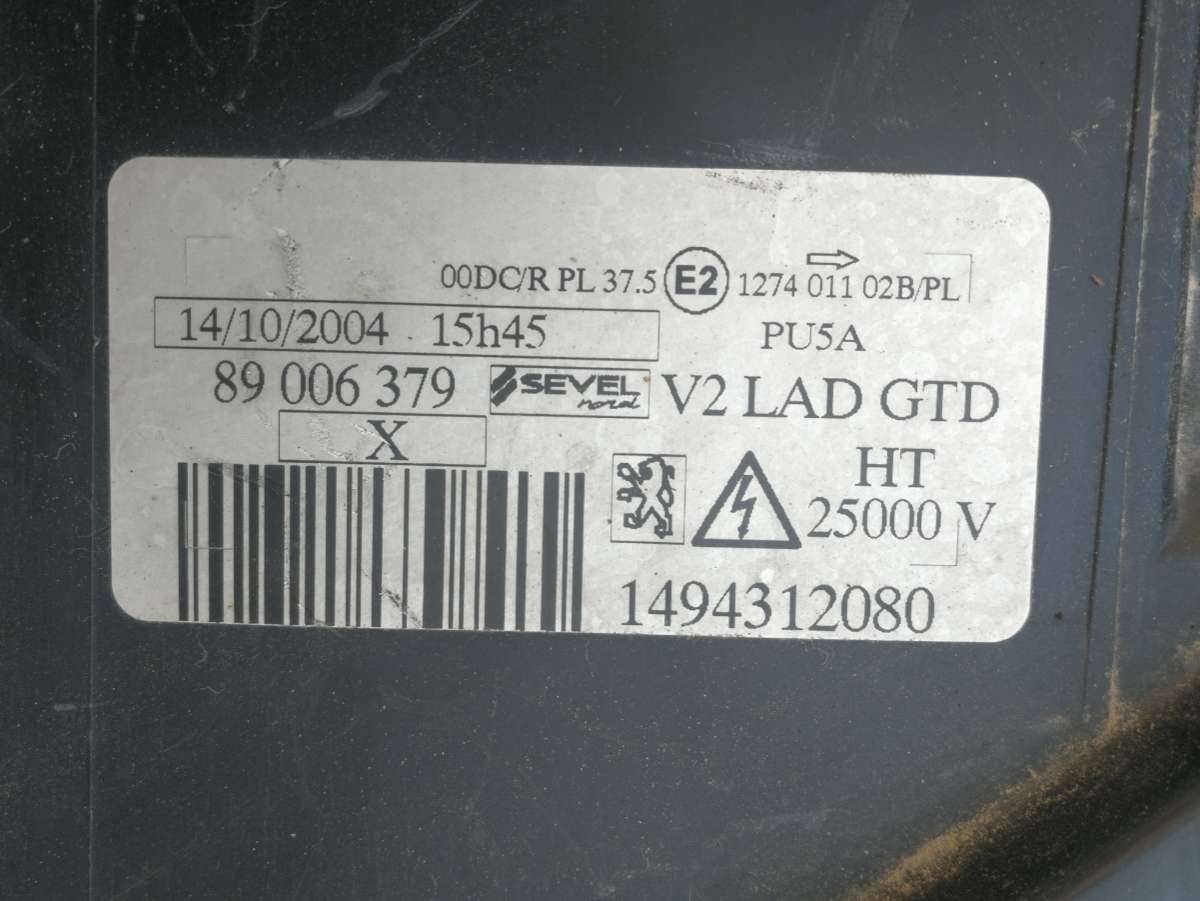 00DC/R PL 37.5 E2 1274 011 02B/PL
14/10/2004 15h45 PU5A
89 006 379 SEVEL nord V2 LAD GTD
X HT
25000 V
1494312080